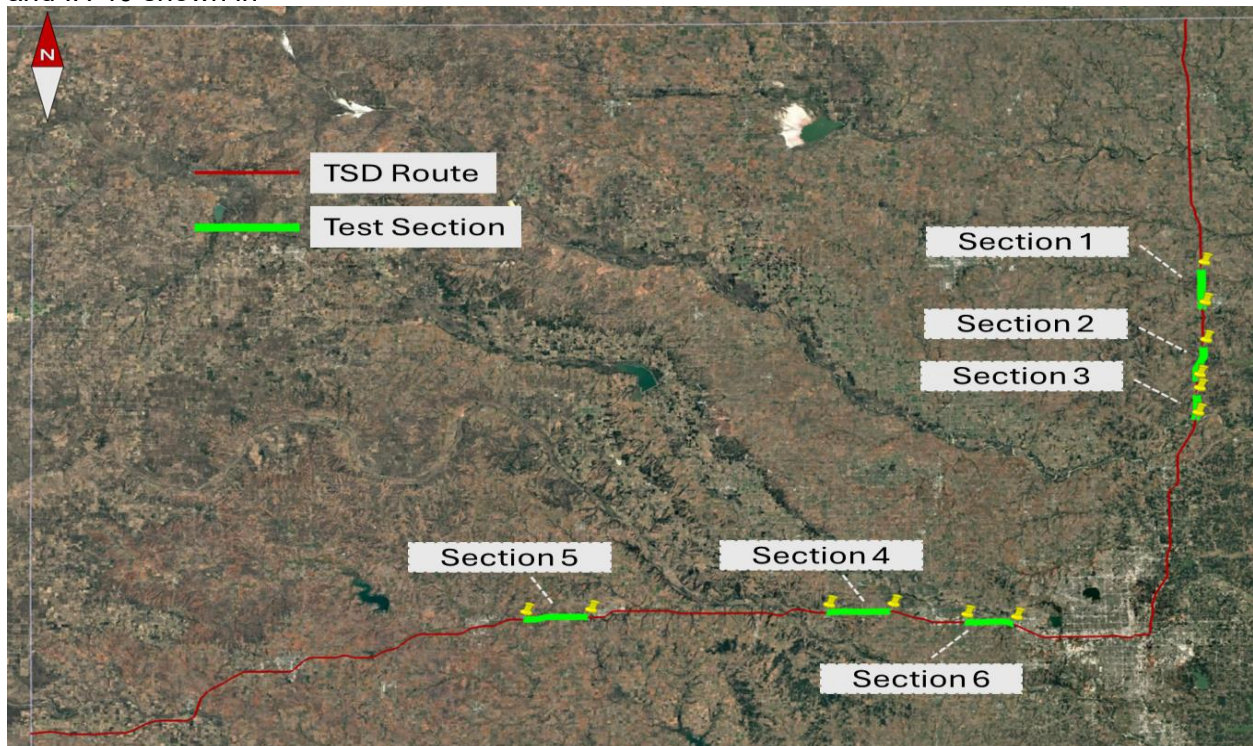 N
TSD Route
Test Section
Section 1
Section 2
Section 3
Section 5
Section 4
Section 6